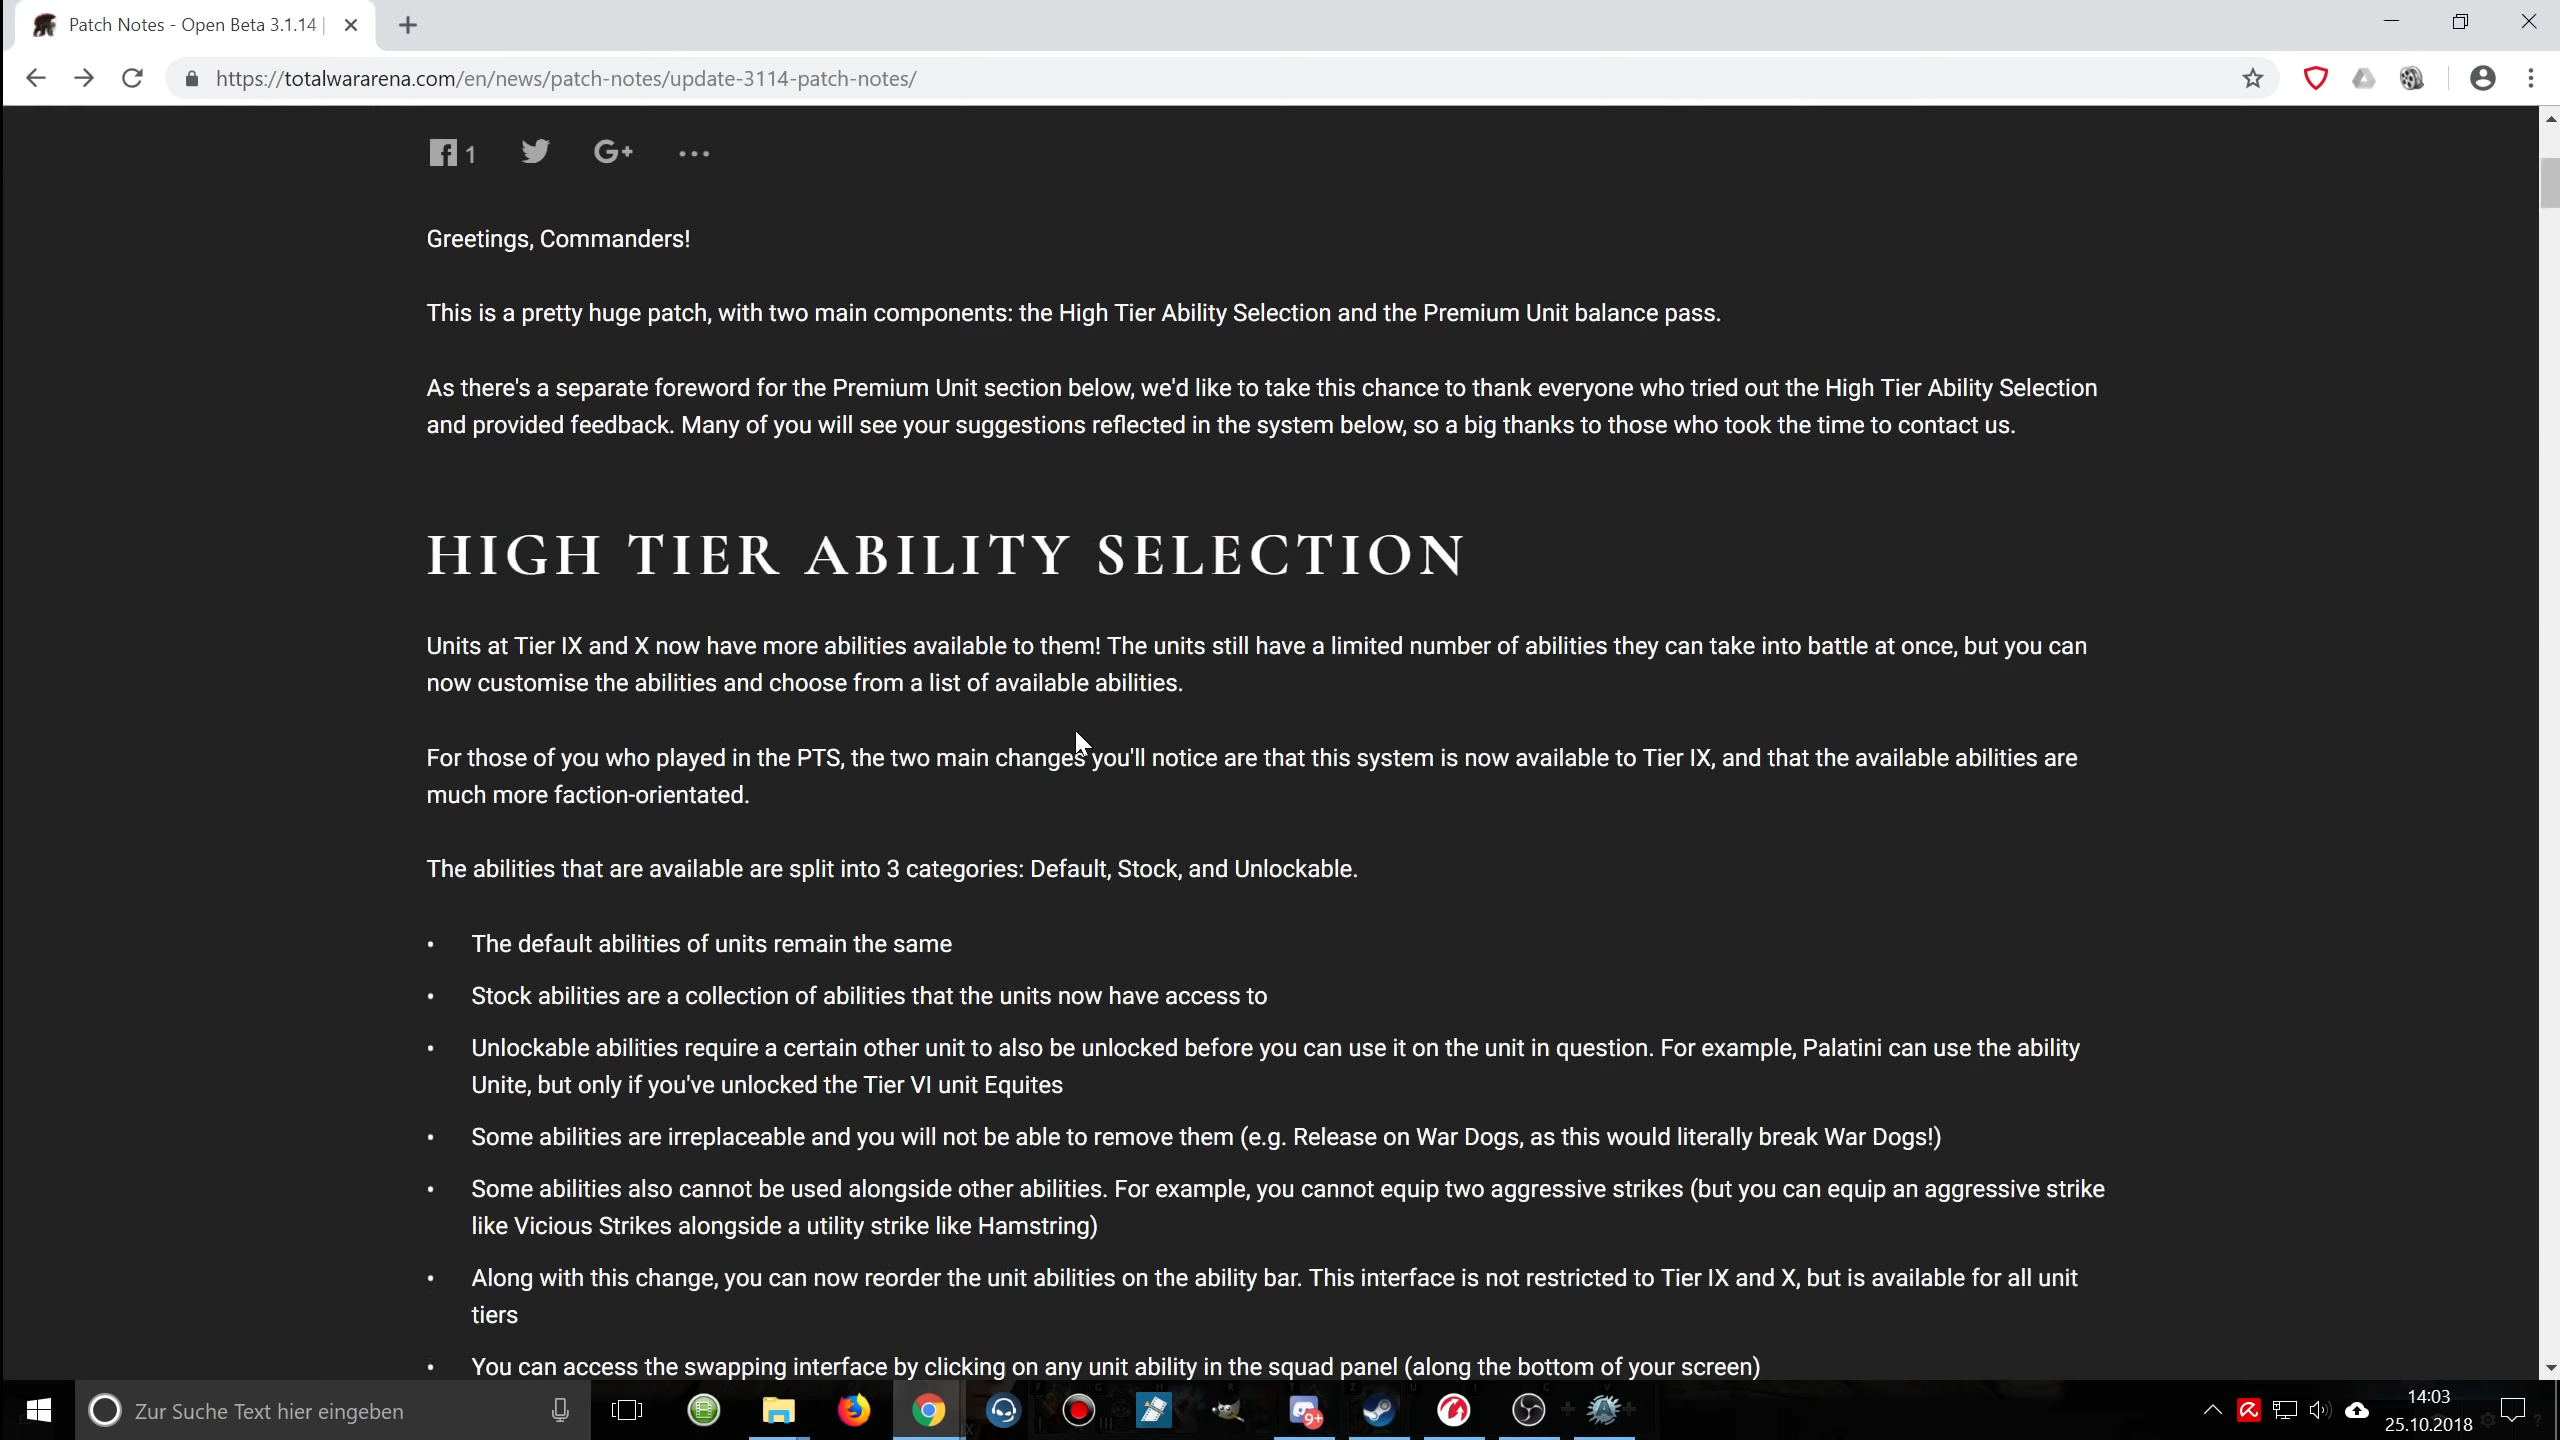 Patch Notes - Open Beta 3.1.14 |
https://totalwararena.com/en/news/patch-notes/update-3114-patch-notes/
1
G+
Greetings, Commanders!
This is a pretty huge patch, with two main components: the High Tier Ability Selection and the Premium Unit balance pass.
As there's a separate foreword for the Premium Unit section below, we'd like to take this chance to thank everyone who tried out the High Tier Ability Selection
and provided feedback. Many of you will see your suggestions reflected in the system below, so a big thanks to those who took the time to contact us.
HIGH TIER ABILITY SELECTION
Units at Tier IX and X now have more abilities available to them! The units still have a limited number of abilities they can take into battle at once, but you can
now customise the abilities and choose from a list of available abilities.
For those of you who played in the PTS, the two main changes you'll notice are that this system is now available to Tier IX, and that the available abilities are
much more faction-orientated.
The abilities that are available are split into 3 categories: Default, Stock, and Unlockable.
• The default abilities of units remain the same
• Stock abilities are a collection of abilities that the units now have access to
• Unlockable abilities require a certain other unit to also be unlocked before you can use it on the unit in question. For example, Palatini can use the ability
Unite, but only if you've unlocked the Tier VI unit Equites
• Some abilities are irreplaceable and you will not be able to remove them (e.g. Release on War Dogs, as this would literally break War Dogs!)
• Some abilities also cannot be used alongside other abilities. For example, you cannot equip two aggressive strikes (but you can equip an aggressive strike
like Vicious Strikes alongside a utility strike like Hamstring)
• Along with this change, you can now reorder the unit abilities on the ability bar. This interface is not restricted to Tier IX and X, but is available for all unit
tiers
• You can access the swapping interface by clicking on any unit ability in the squad panel (along the bottom of your screen)
Zur Suche Text hier eingeben
9+
14:03
25.10.2018